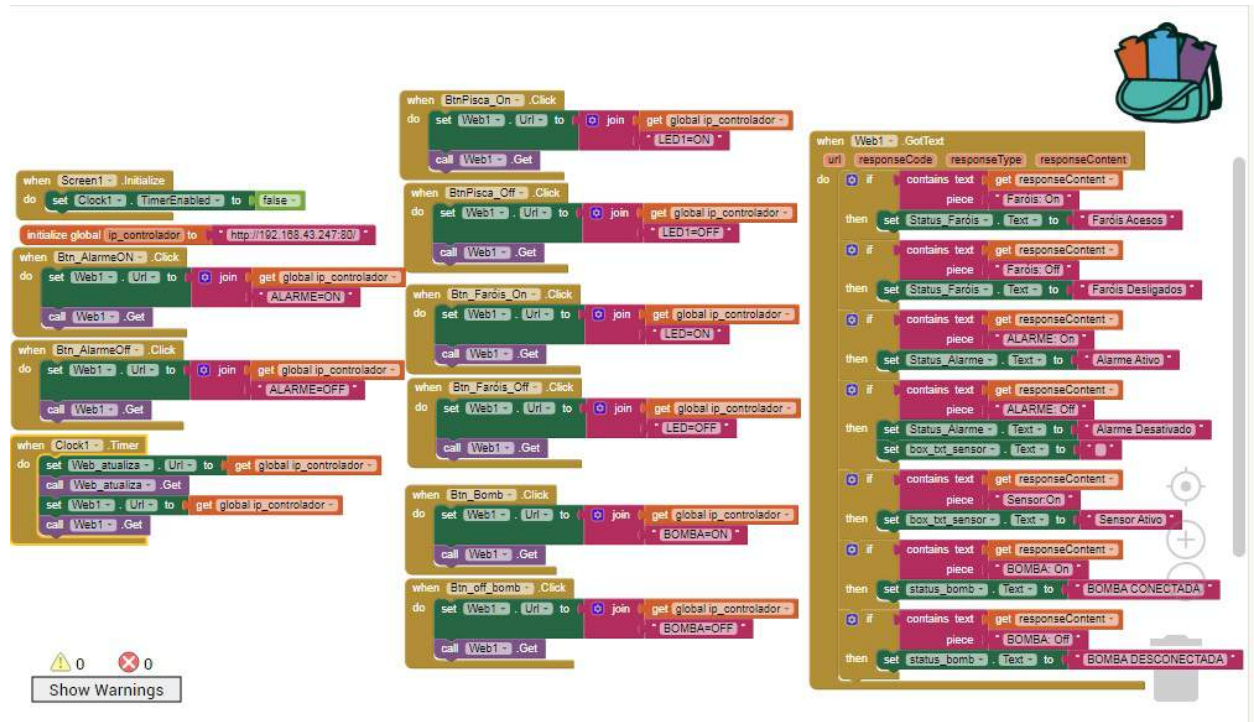 when Screen1 .Initialize
do set Clock1 . TimerEnabled to false
initialize global ip_controlador to " http://192.168.43.247:80/ "
when Btn_AlarmeON .Click
do set Web1 . Url to join get global ip_controlador
" ALARME=ON "
call Web1 .Get
when Btn_AlarmeOff .Click
do set Web1 . Url to join get global ip_controlador
" ALARME=OFF "
call Web1 .Get
when Clock1 .Timer
do set Web_atualiza . Url to get global ip_controlador
call Web_atualiza .Get
set Web1 . Url to get global ip_controlador
call Web1 .Get
0 0
Show Warnings
when BtnPisca_On .Click
do set Web1 . Url to join get global ip_controlador
" LED1=ON "
call Web1 .Get
when BtnPisca_Off .Click
do set Web1 . Url to join get global ip_controlador
" LED1=OFF "
call Web1 .Get
when Btn_Faróis_On .Click
do set Web1 . Url to join get global ip_controlador
" LED=ON "
call Web1 .Get
when Btn_Faróis_Off .Click
do set Web1 . Url to join get global ip_controlador
" LED=OFF "
call Web1 .Get
when Btn_Bomb .Click
do set Web1 . Url to join get global ip_controlador
" BOMBA=ON "
call Web1 .Get
when Btn_off_bomb .Click
do set Web1 . Url to join get global ip_controlador
" BOMBA=OFF "
call Web1 .Get
when Web1 .GotText
url responseCode responseType responseContent
do if contains text get responseContent
piece " Farois: On "
then set Status_Faróis . Text to " Faróis Acesos "
if contains text get responseContent
piece " Farois: Off "
then set Status_Faróis . Text to " Faróis Desligados "
if contains text get responseContent
piece " ALARME: On "
then set Status_Alarme . Text to " Alarme Ativo "
if contains text get responseContent
piece " ALARME: Off "
then set Status_Alarme . Text to " Alarme Desativado "
set box_txt_sensor . Text to " "
if contains text get responseContent
piece " Sensor:On "
then set box_txt_sensor . Text to " Sensor Ativo "
if contains text get responseContent
piece " BOMBA: On "
then set status_bomb . Text to " BOMBA CONECTADA "
if contains text get responseContent
piece " BOMBA: Off "
then set status_bomb . Text to " BOMBA DESCONECTADA "